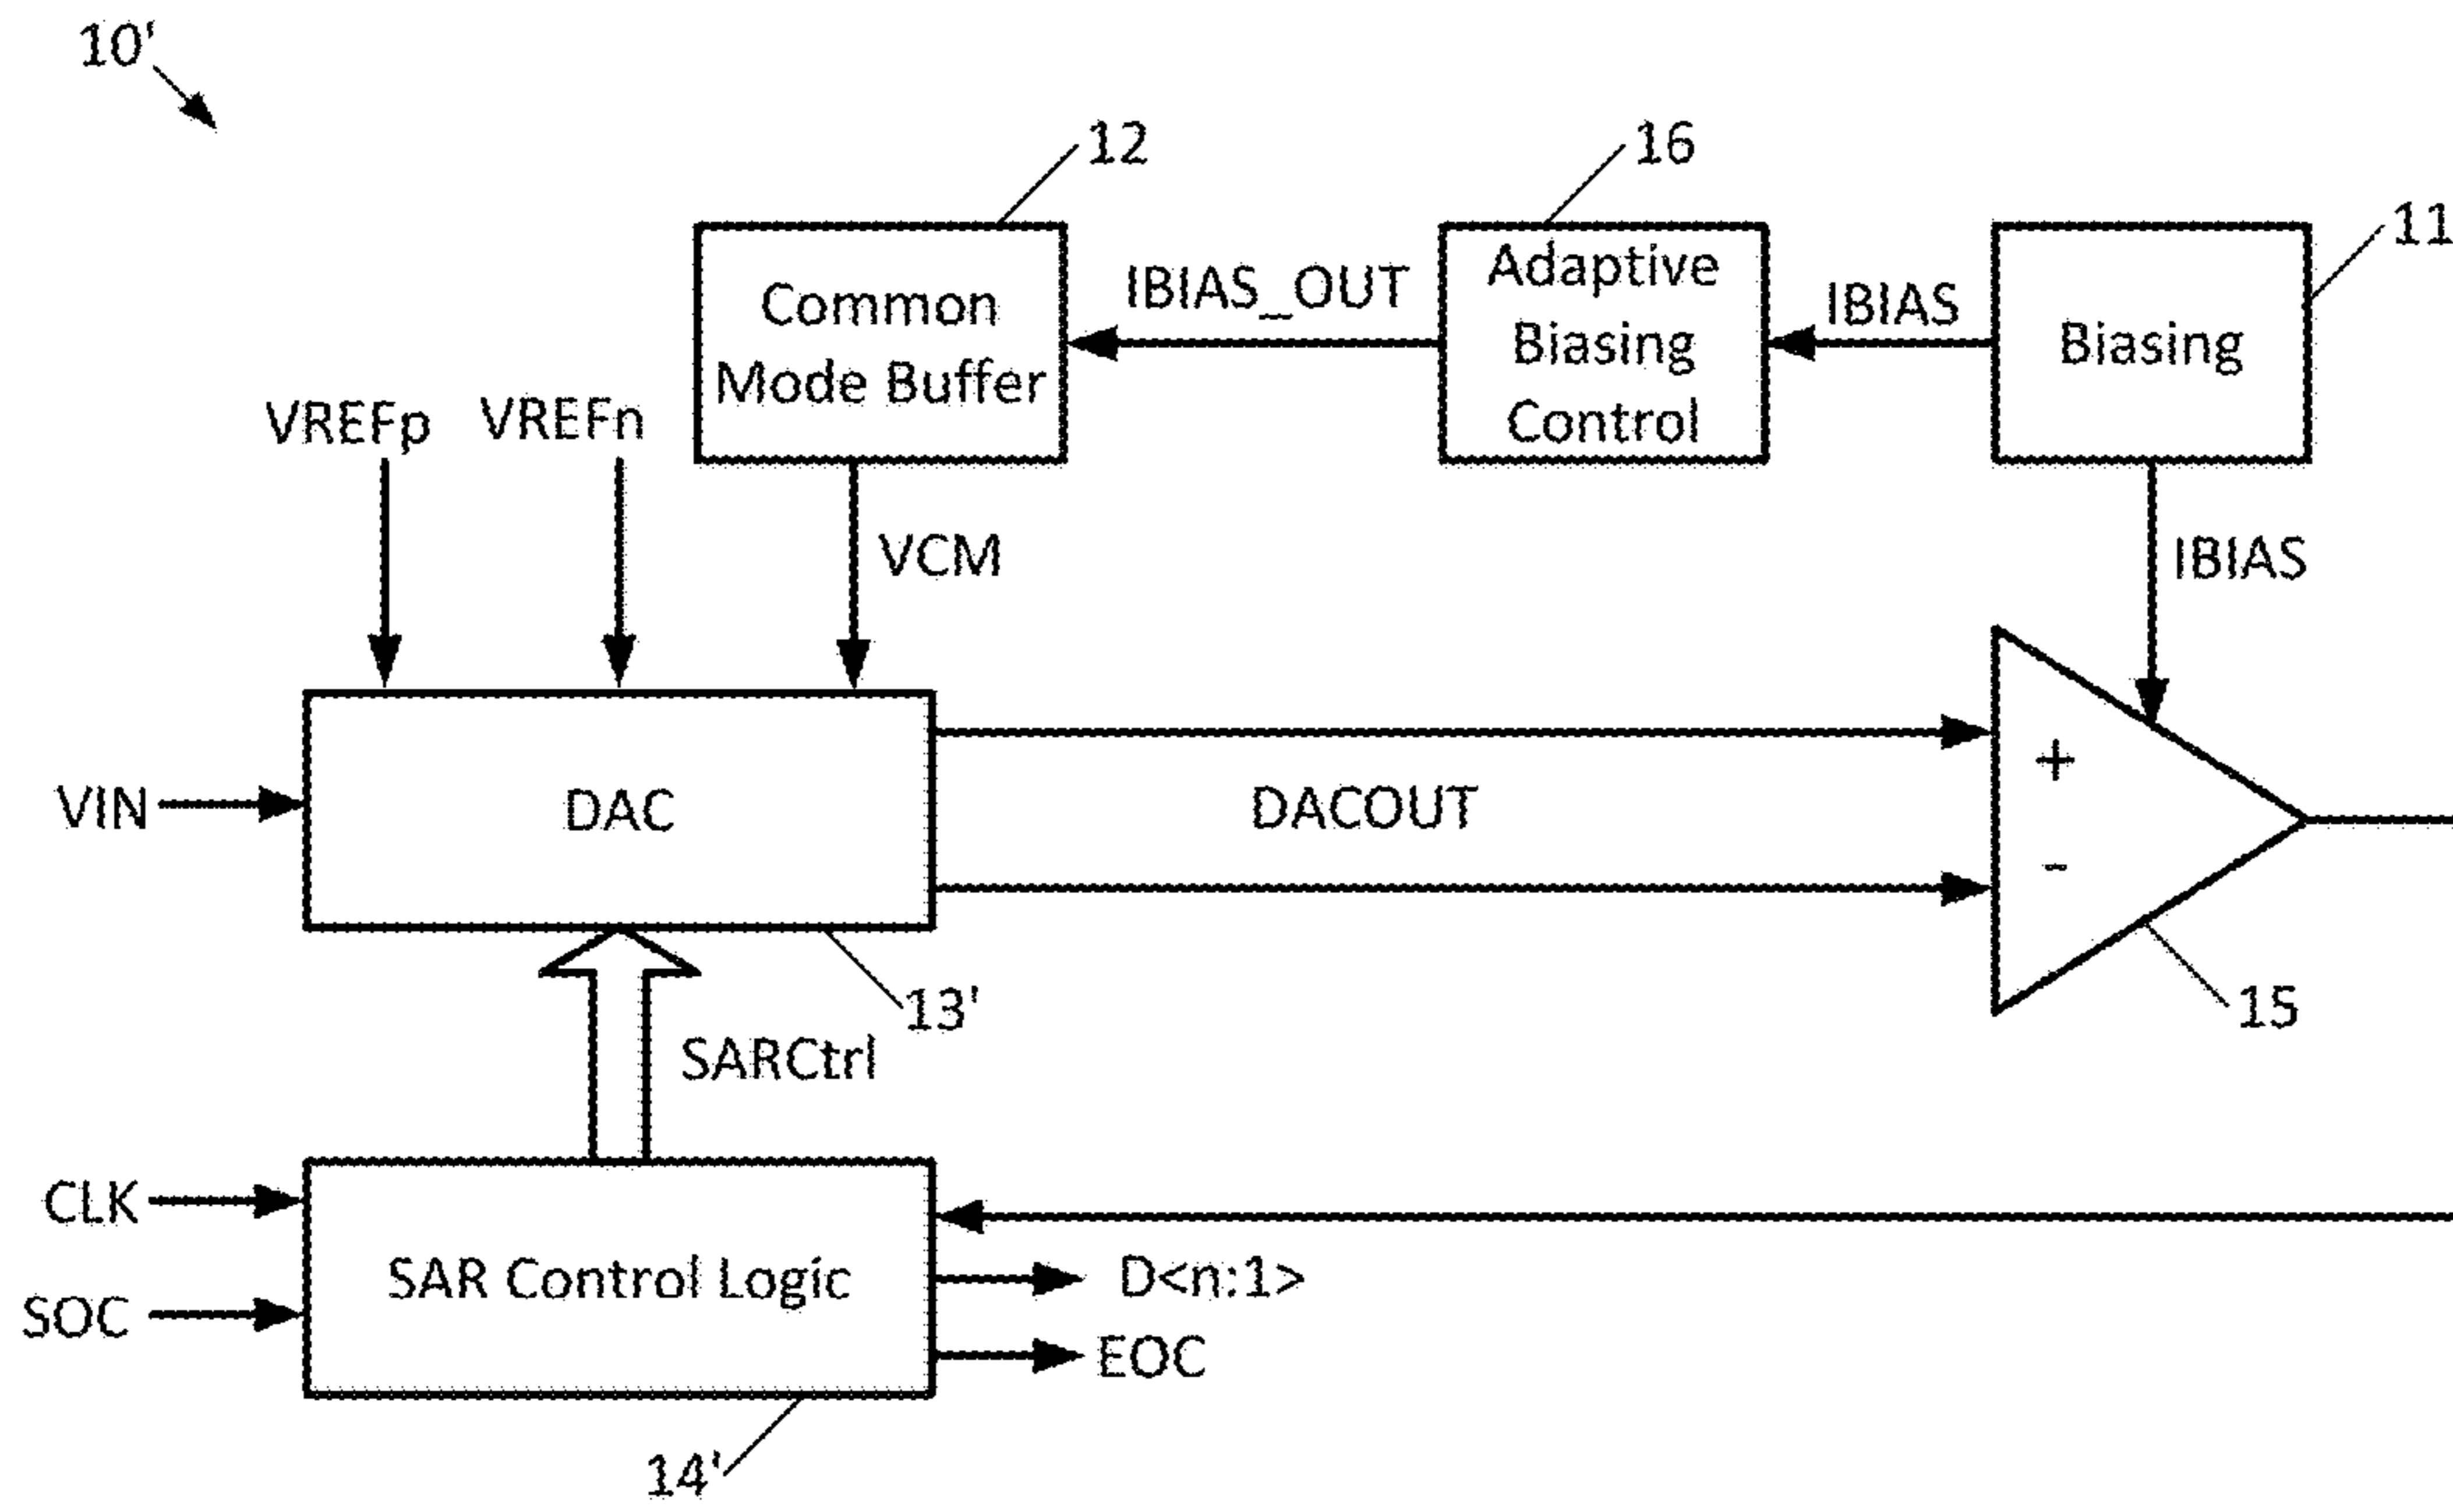 10'
12
16
11
Common
Mode Buffer
IBIAS_OUT
Adaptive
Biasing
Control
IBIAS
Biasing
VREFp
VREFn
VCM
IBIAS
VIN
DAC
DACOUT
+
-
13'
15
SARCtrl
CLK
SOC
SAR Control Logic
D<n:1>
EOC
14'